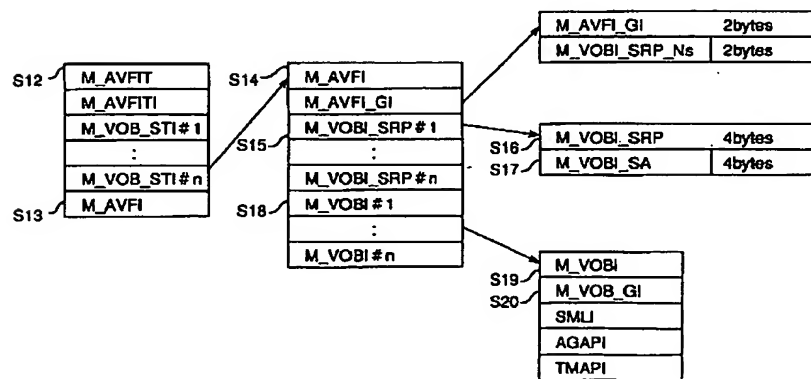 S12
M_AVFIT
M_AVFITI
M_VOB_STI#1
:
M_VOB_STI#n
S13
M_AVFI
S14
M_AVFI
M_AVFI_GI
S15
M_VOBI_SRP#1
:
M_VOBI_SRP#n
S18
M_VOBI#1
:
M_VOBI#n
M_AVFI_GI 2bytes
M_VOBI_SRP_Ns 2bytes
S16
M_VOBI_SRP 4bytes
S17
M_VOBI_SA 4bytes
S19
M_VOBI
S20
M_VOB_GI
SMLI
AGAPI
TMAPI